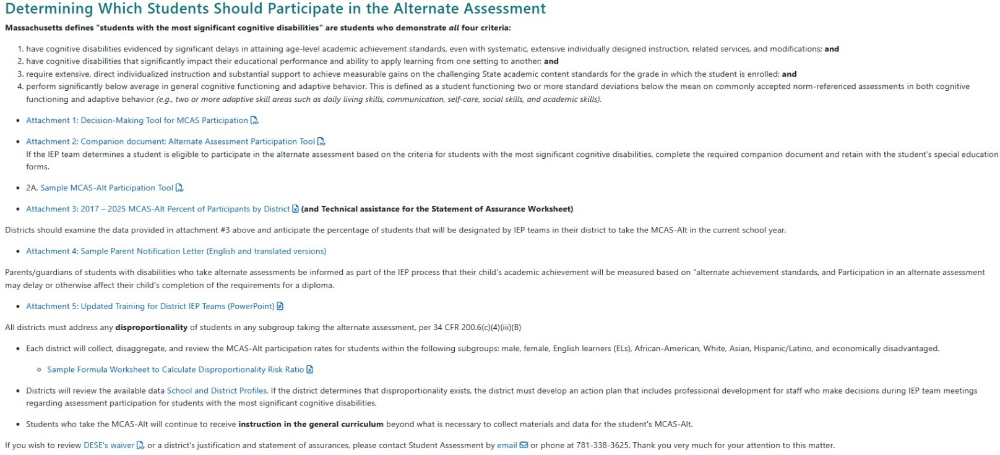 Determining Which Students Should Participate in the Alternate Assessment
Massachusetts defines "students with the most significant cognitive disabilities" are students who demonstrate all four criteria:
1. have cognitive disabilities evidenced by significant delays in attaining age-level academic achievement standards, even with systematic, extensive individually designed instruction, related services, and modifications; and
2. have cognitive disabilities that significantly impact their educational performance and ability to apply learning from one setting to another; and
3. require extensive, direct individualized instruction and substantial support to achieve measurable gains on the challenging State academic content standards for the grade in which the student is enrolled; and
4. perform significantly below average in general cognitive functioning and adaptive behavior. This is defined as a student functioning two or more standard deviations below the mean on commonly accepted norm-referenced assessments in both cognitive
functioning and adaptive behavior (e.g., two or more adaptive skill areas such as daily living skills, communication, self-care, social skills, and academic skills).
• Attachment 1: Decision-Making Tool for MCAS Participation
• Attachment 2: Companion document: Alternate Assessment Participation Tool
If the IEP team determines a student is eligible to participate in the alternate assessment based on the criteria for students with the most significant cognitive disabilities, complete the required companion document and retain with the student's special education
forms.
• 2A. Sample MCAS-Alt Participation Tool
• Attachment 3: 2017 – 2025 MCAS-Alt Percent of Participants by District (and Technical assistance for the Statement of Assurance Worksheet)
Districts should examine the data provided in attachment #3 above and anticipate the percentage of students that will be designated by IEP teams in their district to take the MCAS-Alt in the current school year.
• Attachment 4: Sample Parent Notification Letter (English and translated versions)
Parents/guardians of students with disabilities who take alternate assessments be informed as part of the IEP process that their child's academic achievement will be measured based on "alternate achievement standards, and Participation in an alternate assessment
may delay or otherwise affect their child's completion of the requirements for a diploma.
• Attachment 5: Updated Training for District IEP Teams (PowerPoint)
All districts must address any disproportionality of students in any subgroup taking the alternate assessment, per 34 CFR 200.6(c)(4)(iii)(B)
• Each district will collect, disaggregate, and review the MCAS-Alt participation rates for students within the following subgroups: male, female, English learners (ELs), African-American, White, Asian, Hispanic/Latino, and economically disadvantaged.
◦ Sample Formula Worksheet to Calculate Disproportionality Risk Ratio
• Districts will review the available data School and District Profiles. If the district determines that disproportionality exists, the district must develop an action plan that includes professional development for staff who make decisions during IEP team meetings
regarding assessment participation for students with the most significant cognitive disabilities.
• Students who take the MCAS-Alt will continue to receive instruction in the general curriculum beyond what is necessary to collect materials and data for the student's MCAS-Alt.
If you wish to review DESE's waiver or a district's justification and statement of assurances, please contact Student Assessment by email or phone at 781-338-3625. Thank you very much for your attention to this matter.